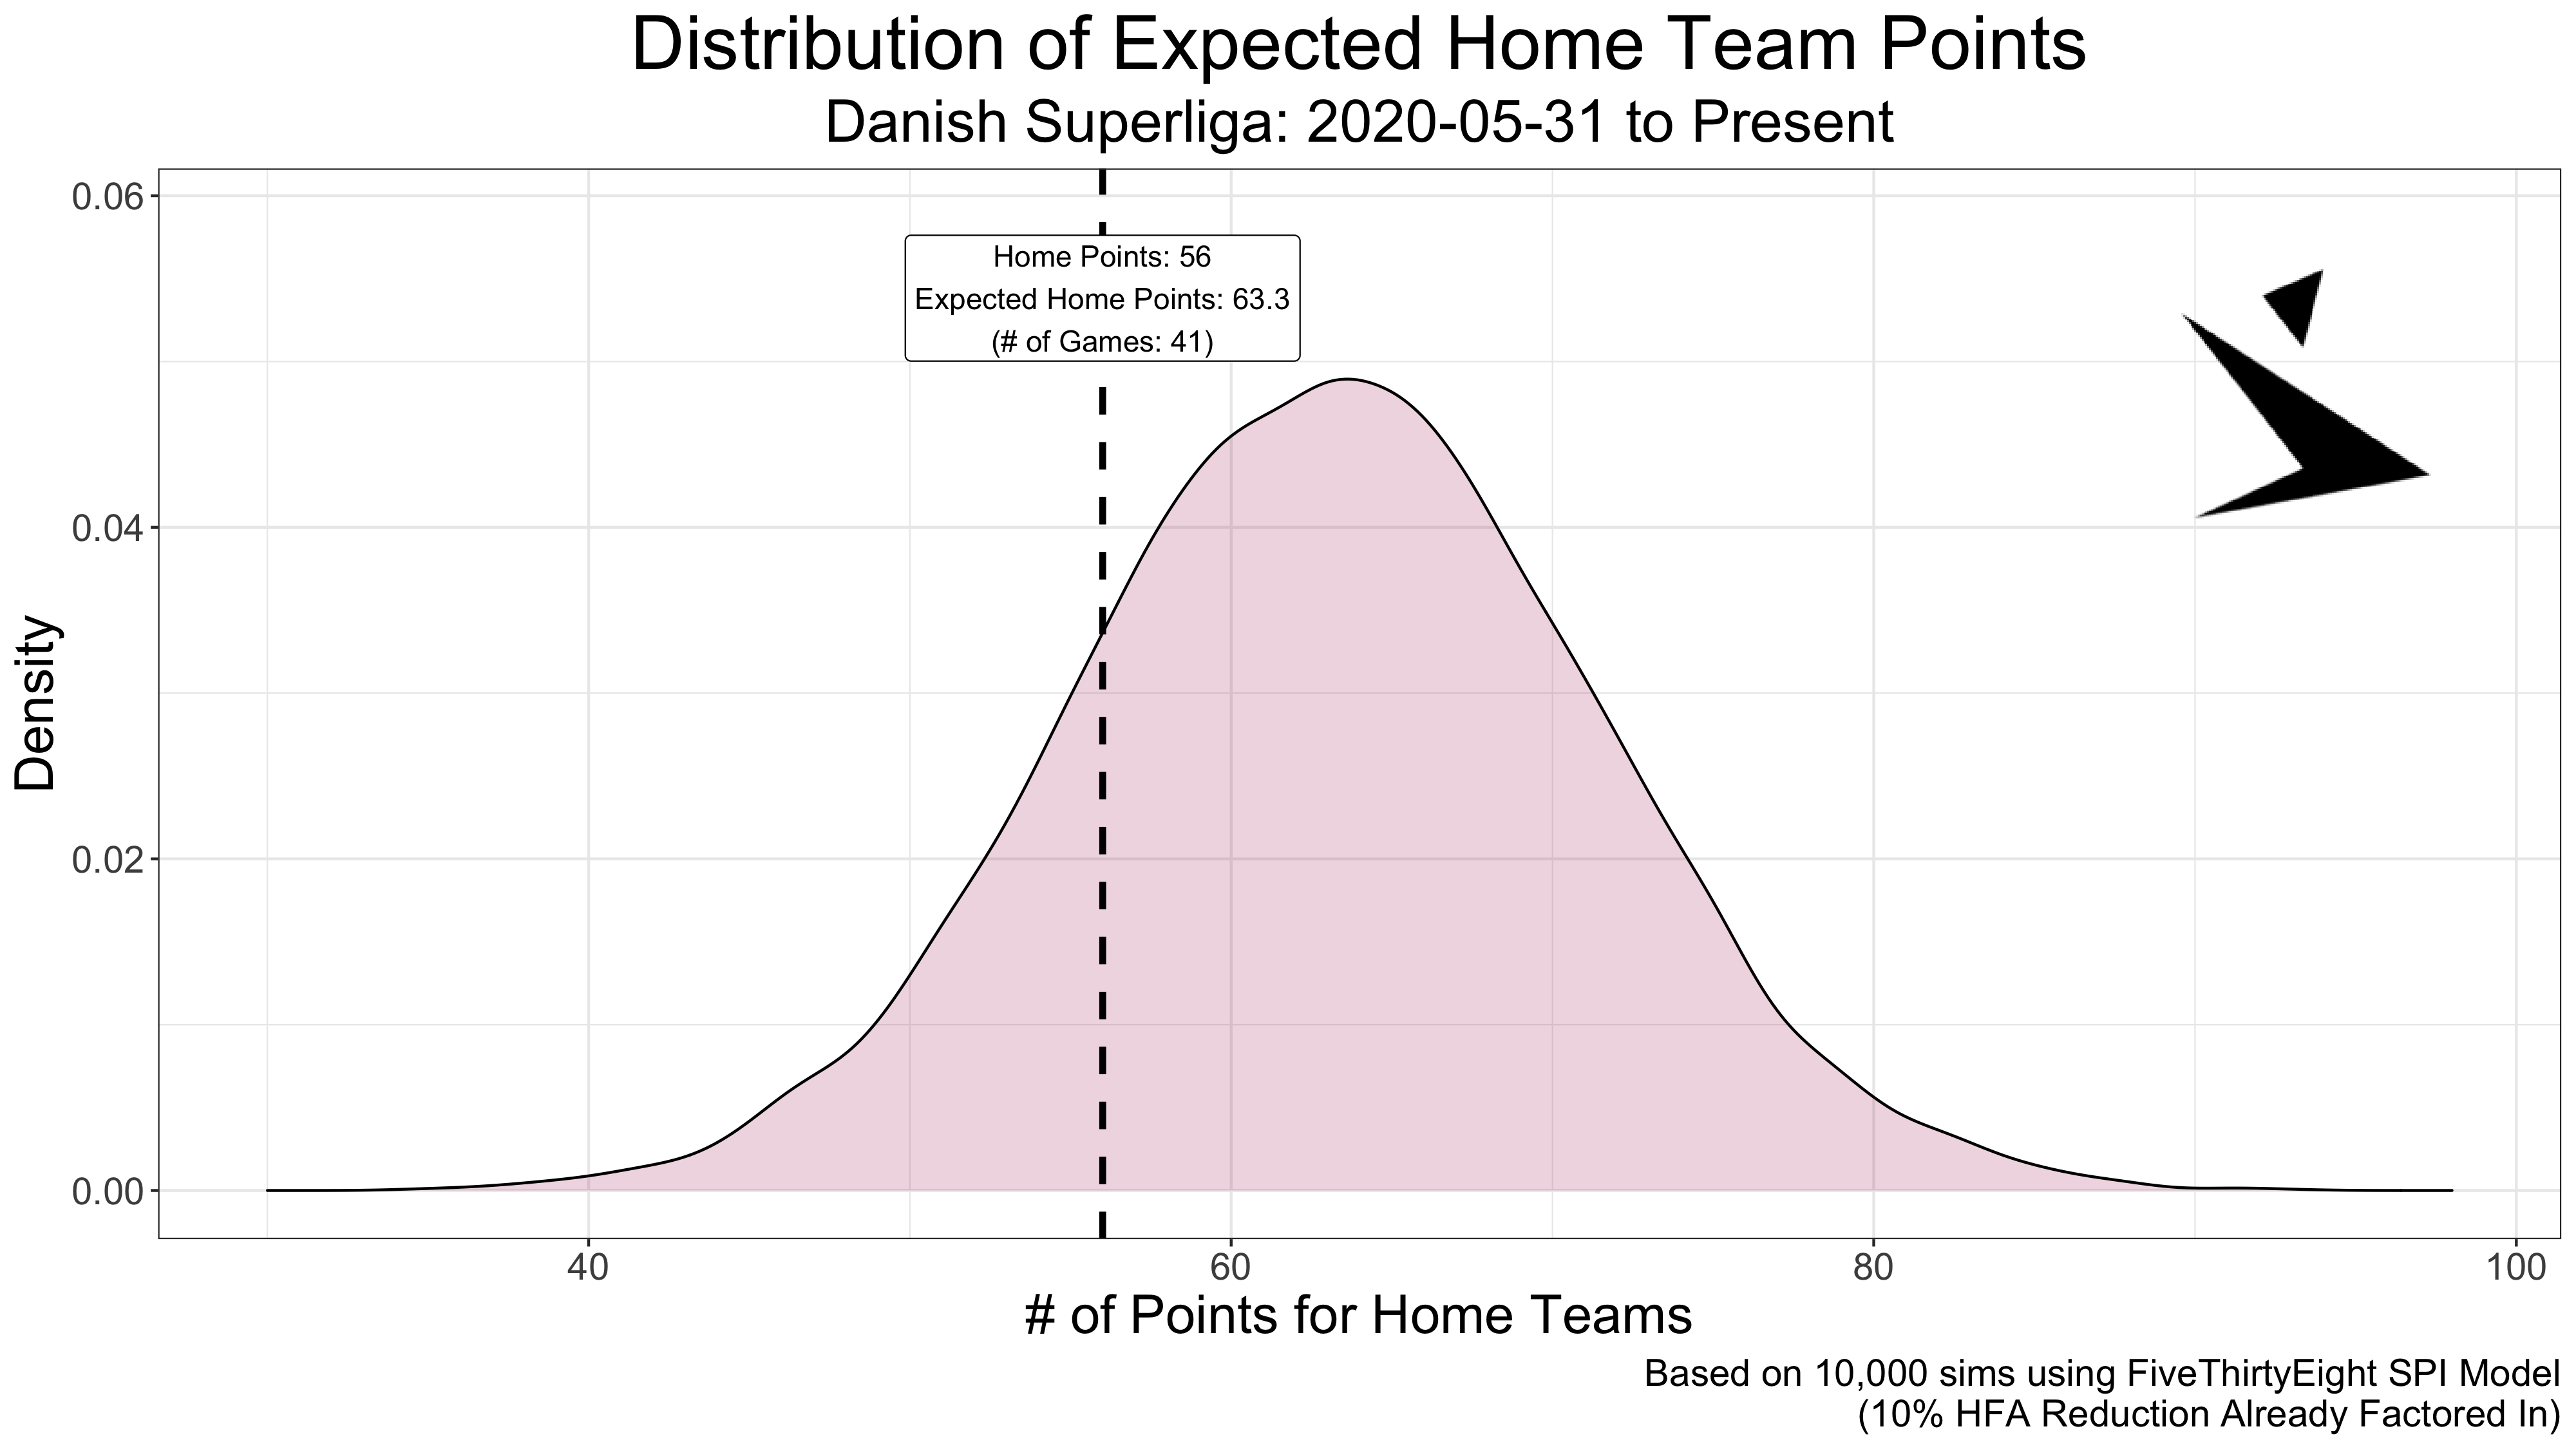 Distribution of Expected Home Team Points
Danish Superliga: 2020-05-31 to Present
0.06
Home Points: 56
Expected Home Points: 63.3
(# of Games: 41)
0.04
Density
0.02
0.00
40
60
80
100
# of Points for Home Teams
Based on 10,000 sims using FiveThirtyEight SPI Model
(10% HFA Reduction Already Factored In)